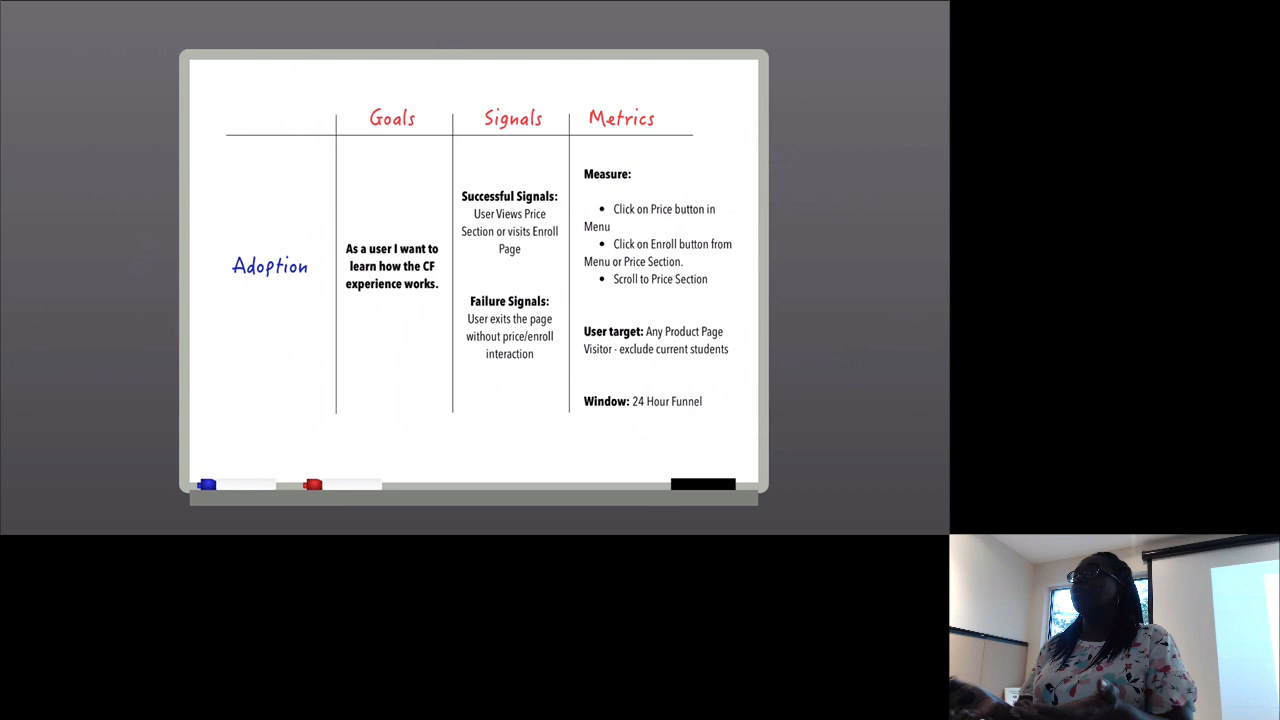 Goals Signals Metrics
Adoption
As a user I want to
learn how the CF
experience works.
Successful Signals:
User Views Price
Section or visits Enroll
Page
Failure Signals:
User exits the page
without price/enroll
interaction
Measure:
• Click on Price button in
Menu
• Click on Enroll button from
Menu or Price Section.
• Scroll to Price Section
User target: Any Product Page
Visitor - exclude current students
Window: 24 Hour Funnel